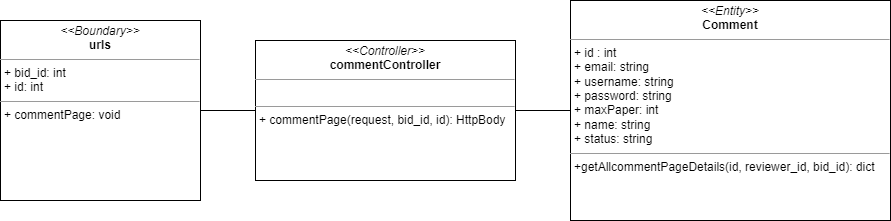 <<Boundary>>
urls
+ bid_id: int
+ id: int
+ commentPage: void
<<Controller>>
commentController
+ commentPage(request, bid_id, id): HttpBody
<<Entity>>
Comment
+ id : int
+ email: string
+ username: string
+ password: string
+ maxPaper: int
+ name: string
+ status: string
+getAllcommentPageDetails(id, reviewer_id, bid_id): dict